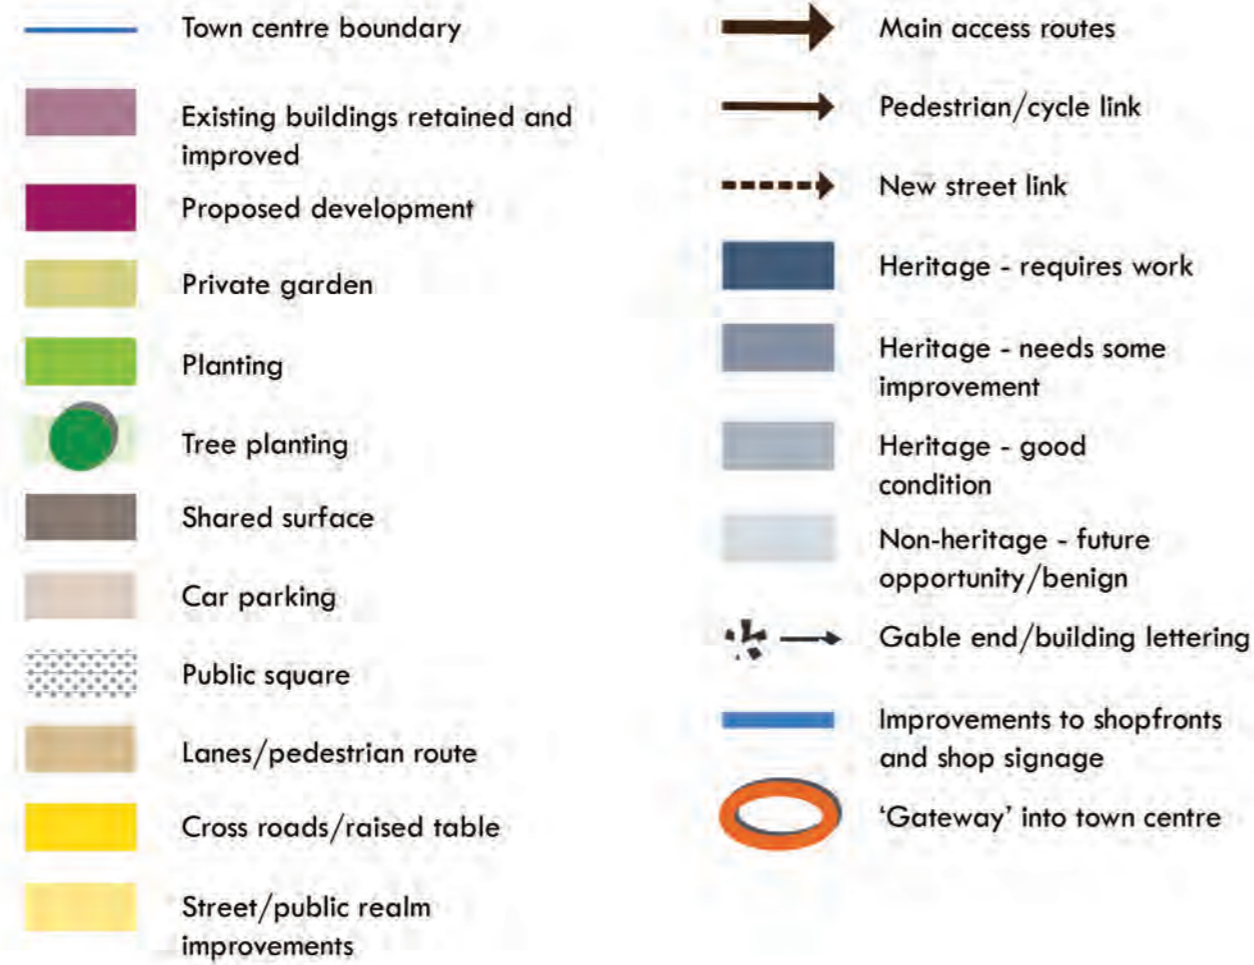 Town centre boundary
Existing buildings retained and
improved
Proposed development
Private garden
Planting
Tree planting
Shared surface
Car parking
Public square
Lanes/pedestrian route
Cross roads/raised table
Street/public realm
improvements
Main access routes
Pedestrian/cycle link
New street link
Heritage - requires work
Heritage - needs some
improvement
Heritage - good
condition
Non-heritage - future
opportunity/benign
Gable end/building lettering
Improvements to shopfronts
and shop signage
‘Gateway’ into town centre